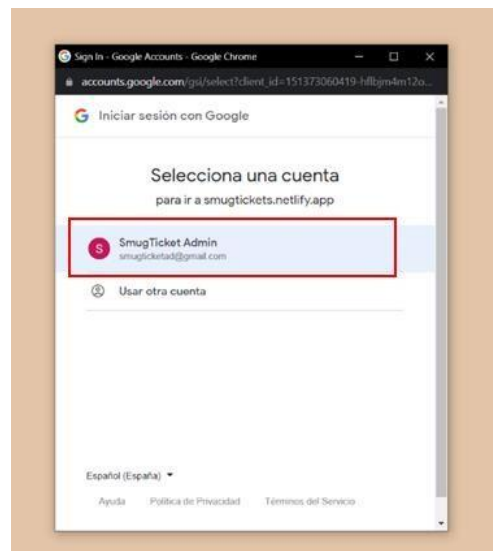 Sign In - Google Accounts - Google Chrome
accounts.google.com/gsi/select?client_id=151373060419-hflbjm4m12o...
G Iniciar sesión con Google
Selecciona una cuenta
para ir a smugtickets.netlify.app
S
SmugTicket Admin
smugticketad@gmail.com
Usar otra cuenta
Español (España)
Ayuda Política de Privacidad Términos del Servicio